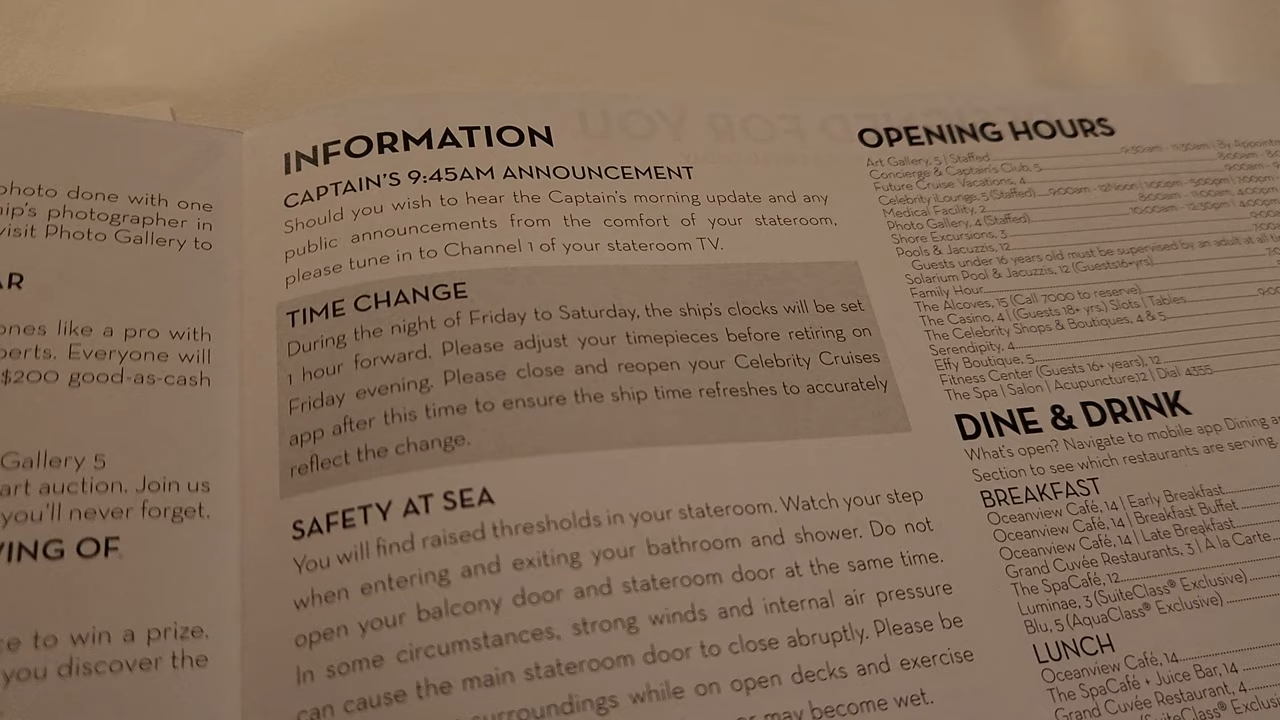 photo done with one
ship's photographer in
visit Photo Gallery to
ones like a pro with
Everyone will
$200 good-as-cash
Gallery 5
art auction. Join us
you'll never forget.
OF
to win a prize.
you discover the
INFORMATION
CAPTAIN'S 9:45AM ANNOUNCEMENT
Should you wish to hear the Captain's morning update and any
public announcements from the comfort of your stateroom,
please tune in to Channel 1 of your stateroom TV.
TIME CHANGE
During the night of Friday to Saturday, the ship's clocks will be set
1 hour forward. Please adjust your timepieces before retiring on
Friday evening. Please close and reopen your Celebrity Cruises
app after this time to ensure the ship time refreshes to accurately
reflect the change.
SAFETY AT SEA
You will find raised thresholds in your stateroom. Watch your step
when entering and exiting your bathroom and shower. Do not
open your balcony door and stateroom door at the same time.
In some circumstances, strong winds and internal air pressure
can cause the main stateroom door to close abruptly. Please be
surroundings while on open decks and exercise
may become wet.
OPENING HOURS
Art Gallery, 5 | Staffed
Concierge & Captain's Club, 5
Future Cruise Vacations, 4
Celebrity iLounge, 5 (Staffed)
Medical Facility, 2
Photo Gallery, 4 (Staffed)
Shore Excursions, 3
Pools & Jacuzzis, 12
Guests under 16 years old must be supervised by an adult at all
Solarium Pool & Jacuzzis, 12 (Guests16+yrs)
Family Hour
The Alcoves, 15 (Call 7000 to reserve)
The Casino, 4 | (Guests 18+ yrs) Slots | Tables
The Celebrity Shops & Boutiques, 4 & 5
Serendipity, 4
Effy Boutique, 5
Fitness Center (Guests 16+ years), 12
The Spa | Salon | Acupuncture,12 | Dial 4355
DINE & DRINK
What's open? Navigate to mobile app Dining
Section to see which restaurants are serving
BREAKFAST
Oceanview Café, 14 | Early Breakfast
Oceanview Café, 14 | Breakfast Buffet
Oceanview Café, 14 | Late Breakfast
Grand Cuvée Restaurants, 3 | A la Carte
The SpaCafé, 12
Luminae, 3 (SuiteClass® Exclusive)
Blu, 5 (AquaClass® Exclusive)
LUNCH
Oceanview Café, 14
The SpaCafé + Juice Bar, 14
Grand Cuvée Restaurant, 4